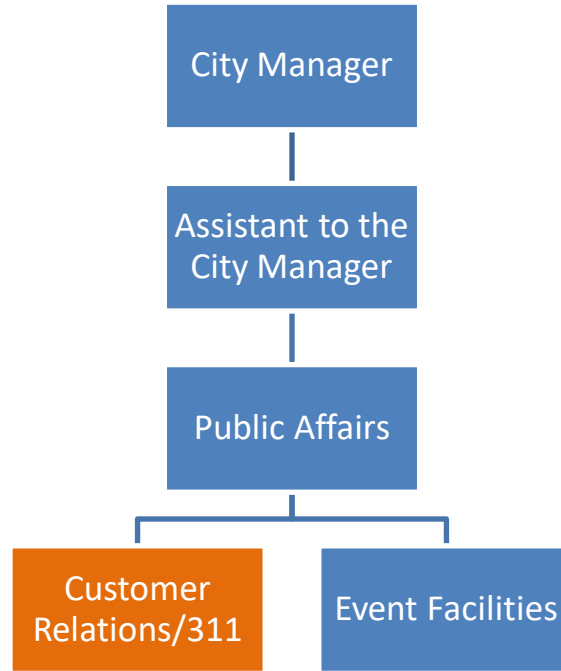 City Manager
Assistant to the
City Manager
Public Affairs
Customer
Relations/311
Event Facilities